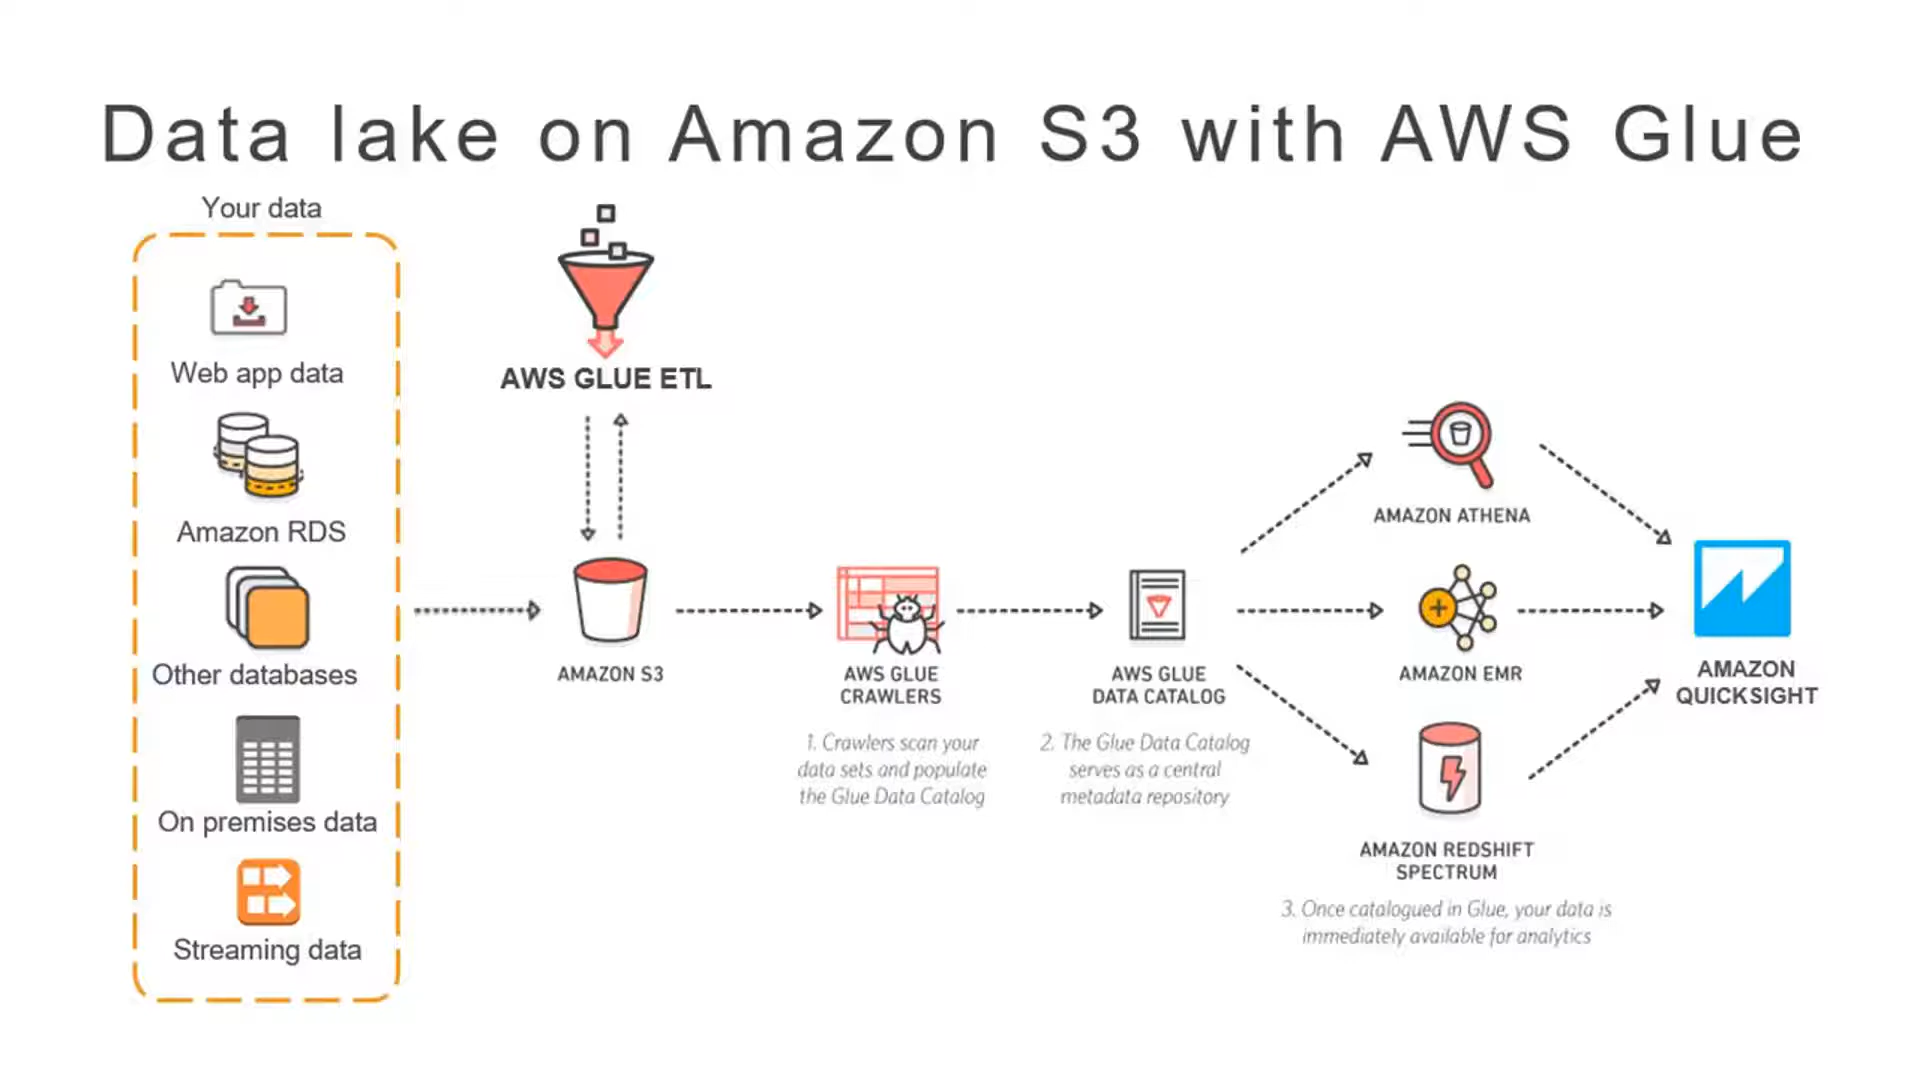 Data lake on Amazon S3 with AWS Glue
Your data
Web app data
Amazon RDS
Other databases
On premises data
Streaming data
AWS GLUE ETL
AMAZON S3
AWS GLUE
CRAWLERS
1. Crawlers scan your
data sets and populate
the Glue Data Catalog
AWS GLUE
DATA CATALOG
2. The Glue Data Catalog
serves as a central
metadata repository
AMAZON ATHENA
AMAZON EMR
AMAZON REDSHIFT
SPECTRUM
3. Once catalogued in Glue, your data is
immediately available for analytics
AMAZON
QUICKSIGHT